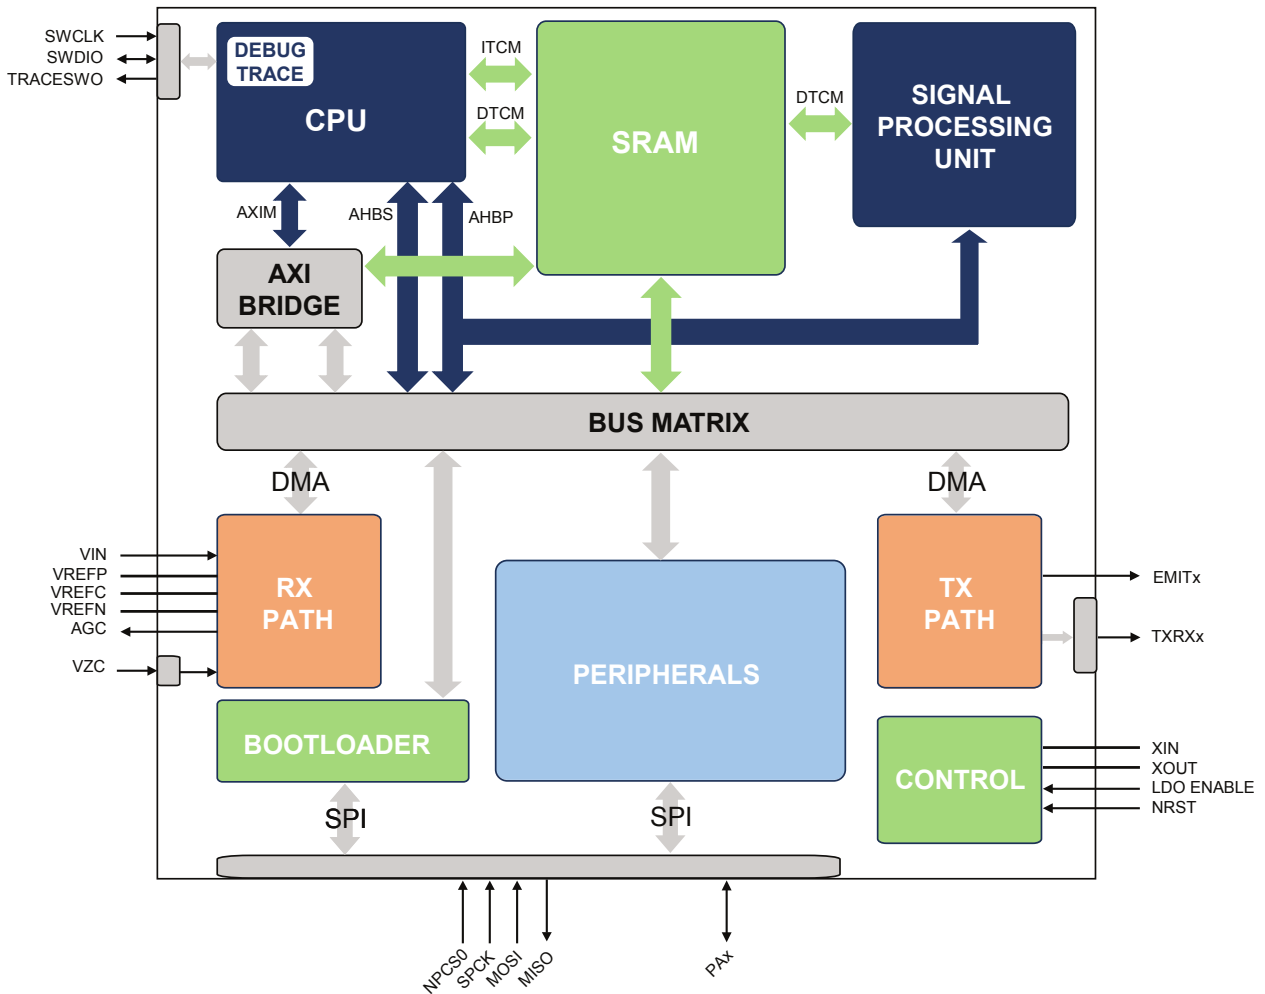 SWCLK
SWDIO
TRACESWO
DEBUG
TRACE
CPU
ITCM
DTCM
SRAM
DTCM
SIGNAL
PROCESSING
UNIT
AXIM
AHBS
AHBP
AXI
BRIDGE
BUS MATRIX
DMA
DMA
VIN
VREFP
VREFC
VREFN
AGC
VZC
RX
PATH
PERIPHERALS
TX
PATH
EMITx
TXRXx
BOOTLOADER
CONTROL
XIN
XOUT
LDO ENABLE
NRST
SPI
SPI
NPCS0
SPCK
MOSI
MISO
PAx